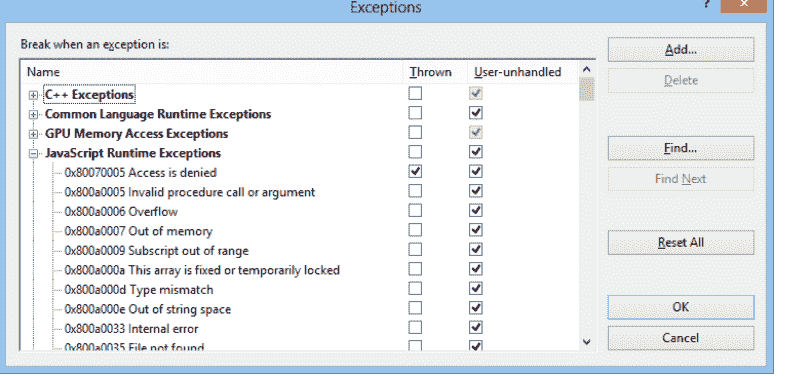 Exceptions
?
Break when an exception is:
Name Thrown User-unhandled
C++ Exceptions
Common Language Runtime Exceptions
GPU Memory Access Exceptions
JavaScript Runtime Exceptions
0x80070005 Access is denied
0x800a0005 Invalid procedure call or argument
0x800a0006 Overflow
0x800a0007 Out of memory
0x800a0009 Subscript out of range
0x800a000a This array is fixed or temporarily locked
0x800a000d Type mismatch
0x800a000e Out of string space
0x800a0033 Internal error
0x800a0035 File not found
Add...
Delete
Find...
Find Next
Reset All
OK
Cancel